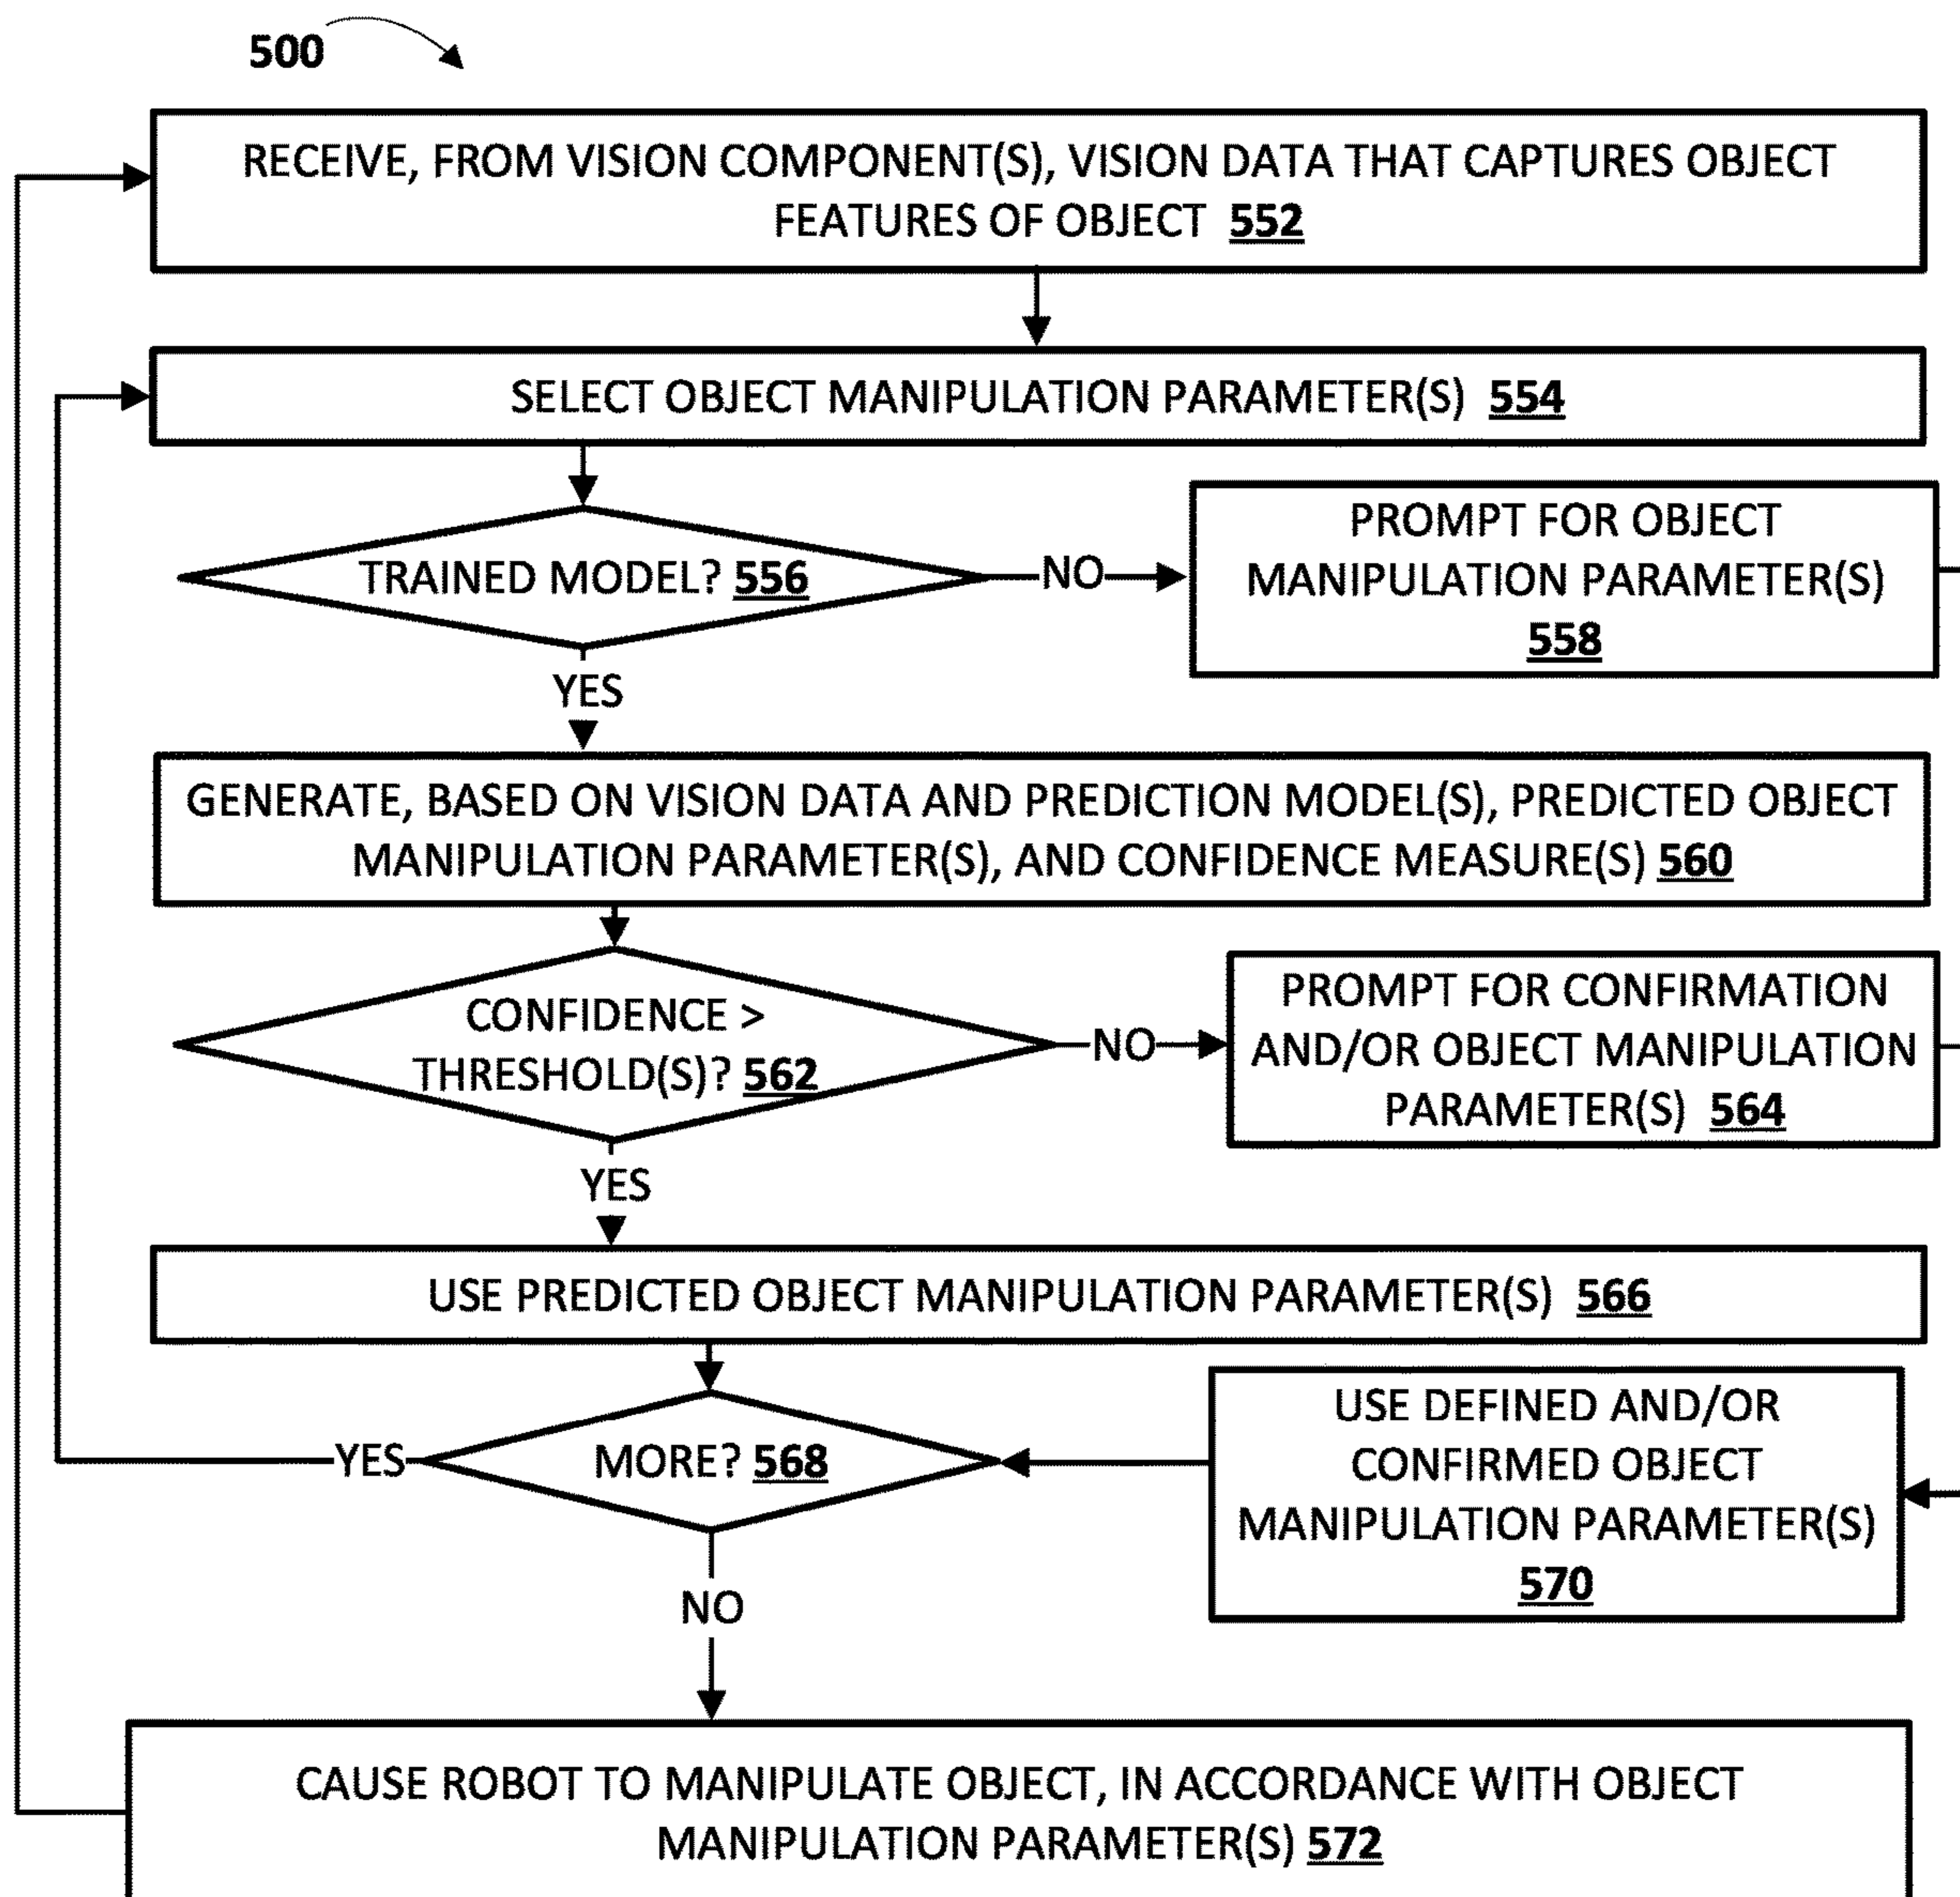 500
RECEIVE, FROM VISION COMPONENT(S), VISION DATA THAT CAPTURES OBJECT
FEATURES OF OBJECT 552
SELECT OBJECT MANIPULATION PARAMETER(S) 554
TRAINED MODEL? 556
NO
PROMPT FOR OBJECT
MANIPULATION PARAMETER(S)
558
YES
GENERATE, BASED ON VISION DATA AND PREDICTION MODEL(S), PREDICTED OBJECT
MANIPULATION PARAMETER(S), AND CONFIDENCE MEASURE(S) 560
CONFIDENCE >
THRESHOLD(S)? 562
NO
PROMPT FOR CONFIRMATION
AND/OR OBJECT MANIPULATION
PARAMETER(S) 564
YES
USE PREDICTED OBJECT MANIPULATION PARAMETER(S) 566
YES
MORE? 568
USE DEFINED AND/OR
CONFIRMED OBJECT
MANIPULATION PARAMETER(S)
570
NO
CAUSE ROBOT TO MANIPULATE OBJECT, IN ACCORDANCE WITH OBJECT
MANIPULATION PARAMETER(S) 572